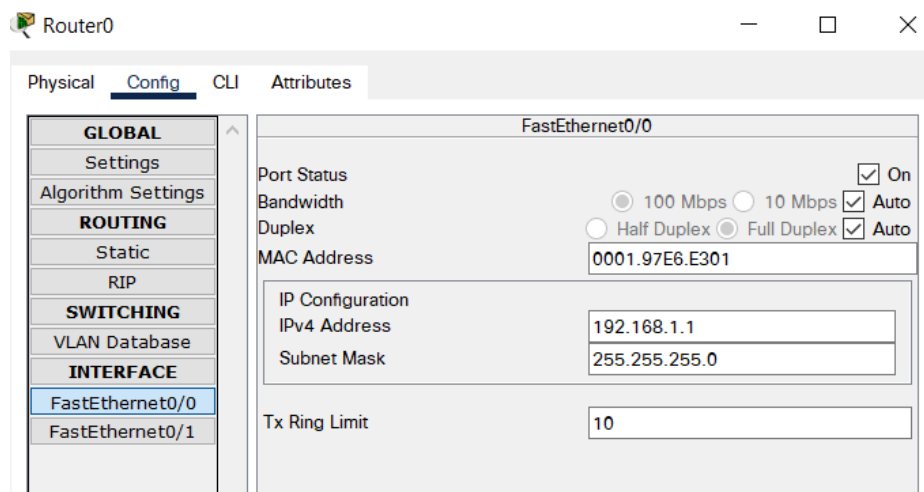 Router0
Physical Config CLI Attributes
GLOBAL
Settings
Algorithm Settings
ROUTING
Static
RIP
SWITCHING
VLAN Database
INTERFACE
FastEthernet0/0
FastEthernet0/1
FastEthernet0/0
Port Status On
Bandwidth 100 Mbps 10 Mbps Auto
Duplex Half Duplex Full Duplex Auto
MAC Address 0001.97E6.E301
IP Configuration
IPv4 Address 192.168.1.1
Subnet Mask 255.255.255.0
Tx Ring Limit 10